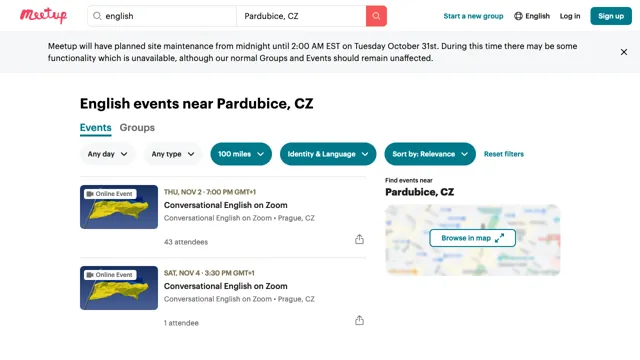 Meetup
english
Pardubice, CZ
Start a new group
English
Log in
Sign up
Meetup will have planned site maintenance from midnight until 2:00 AM EST on Tuesday October 31st. During this time there may be some
functionality which is unavailable, although our normal Groups and Events should remain unaffected.
English events near Pardubice, CZ
Events
Groups
Any day
Any type
100 miles
Identity & Language
Sort by: Relevance
Reset filters
Online Event
THU, NOV 2 · 7:00 PM GMT+1
Conversational English on Zoom
Conversational English on Zoom • Prague, CZ
43 attendees
Find events near
Pardubice, CZ
Browse in map
Online Event
SAT, NOV 4 · 3:30 PM GMT+1
Conversational English on Zoom
Conversational English on Zoom • Prague, CZ
1 attendee